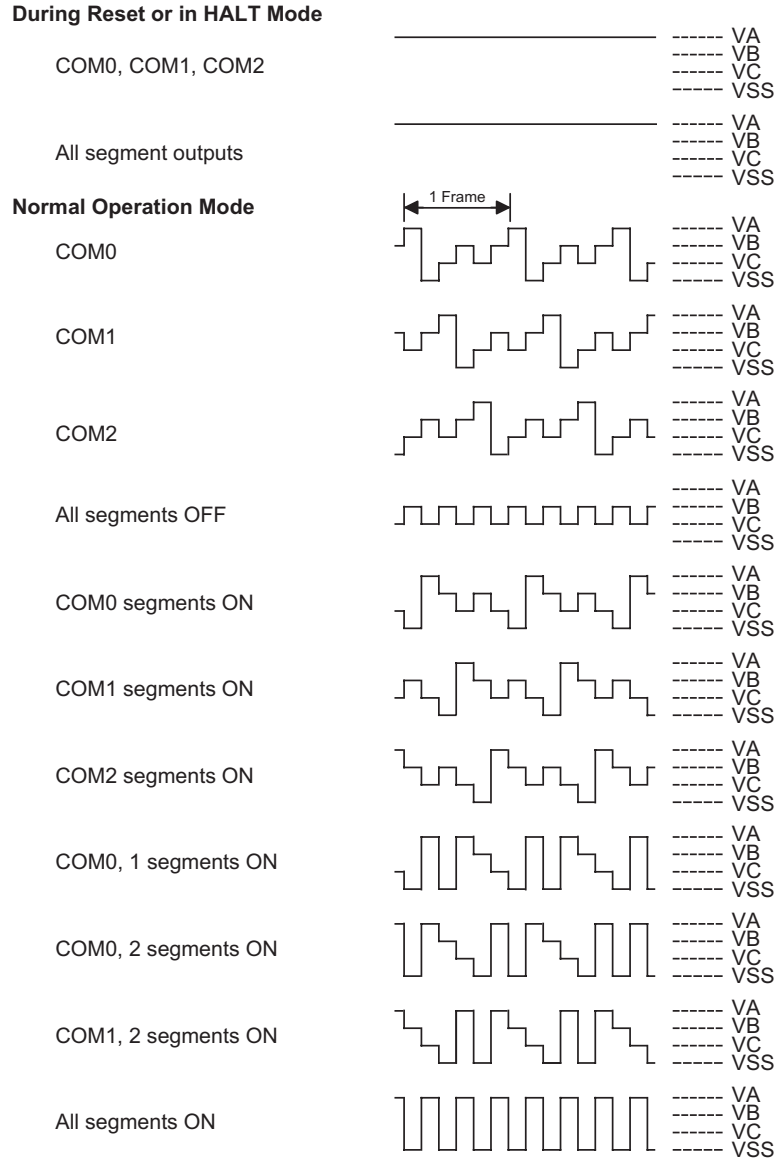 During Reset or in HALT Mode
COM0, COM1, COM2
VA
VB
VC
VSS
All segment outputs
VA
VB
VC
VSS
Normal Operation Mode
1 Frame
COM0
VA
VB
VC
VSS
COM1
VA
VB
VC
VSS
COM2
VA
VB
VC
VSS
All segments OFF
VA
VB
VC
VSS
COM0 segments ON
VA
VB
VC
VSS
COM1 segments ON
VA
VB
VC
VSS
COM2 segments ON
VA
VB
VC
VSS
COM0, 1 segments ON
VA
VB
VC
VSS
COM0, 2 segments ON
VA
VB
VC
VSS
COM1, 2 segments ON
VA
VB
VC
VSS
All segments ON
VA
VB
VC
VSS